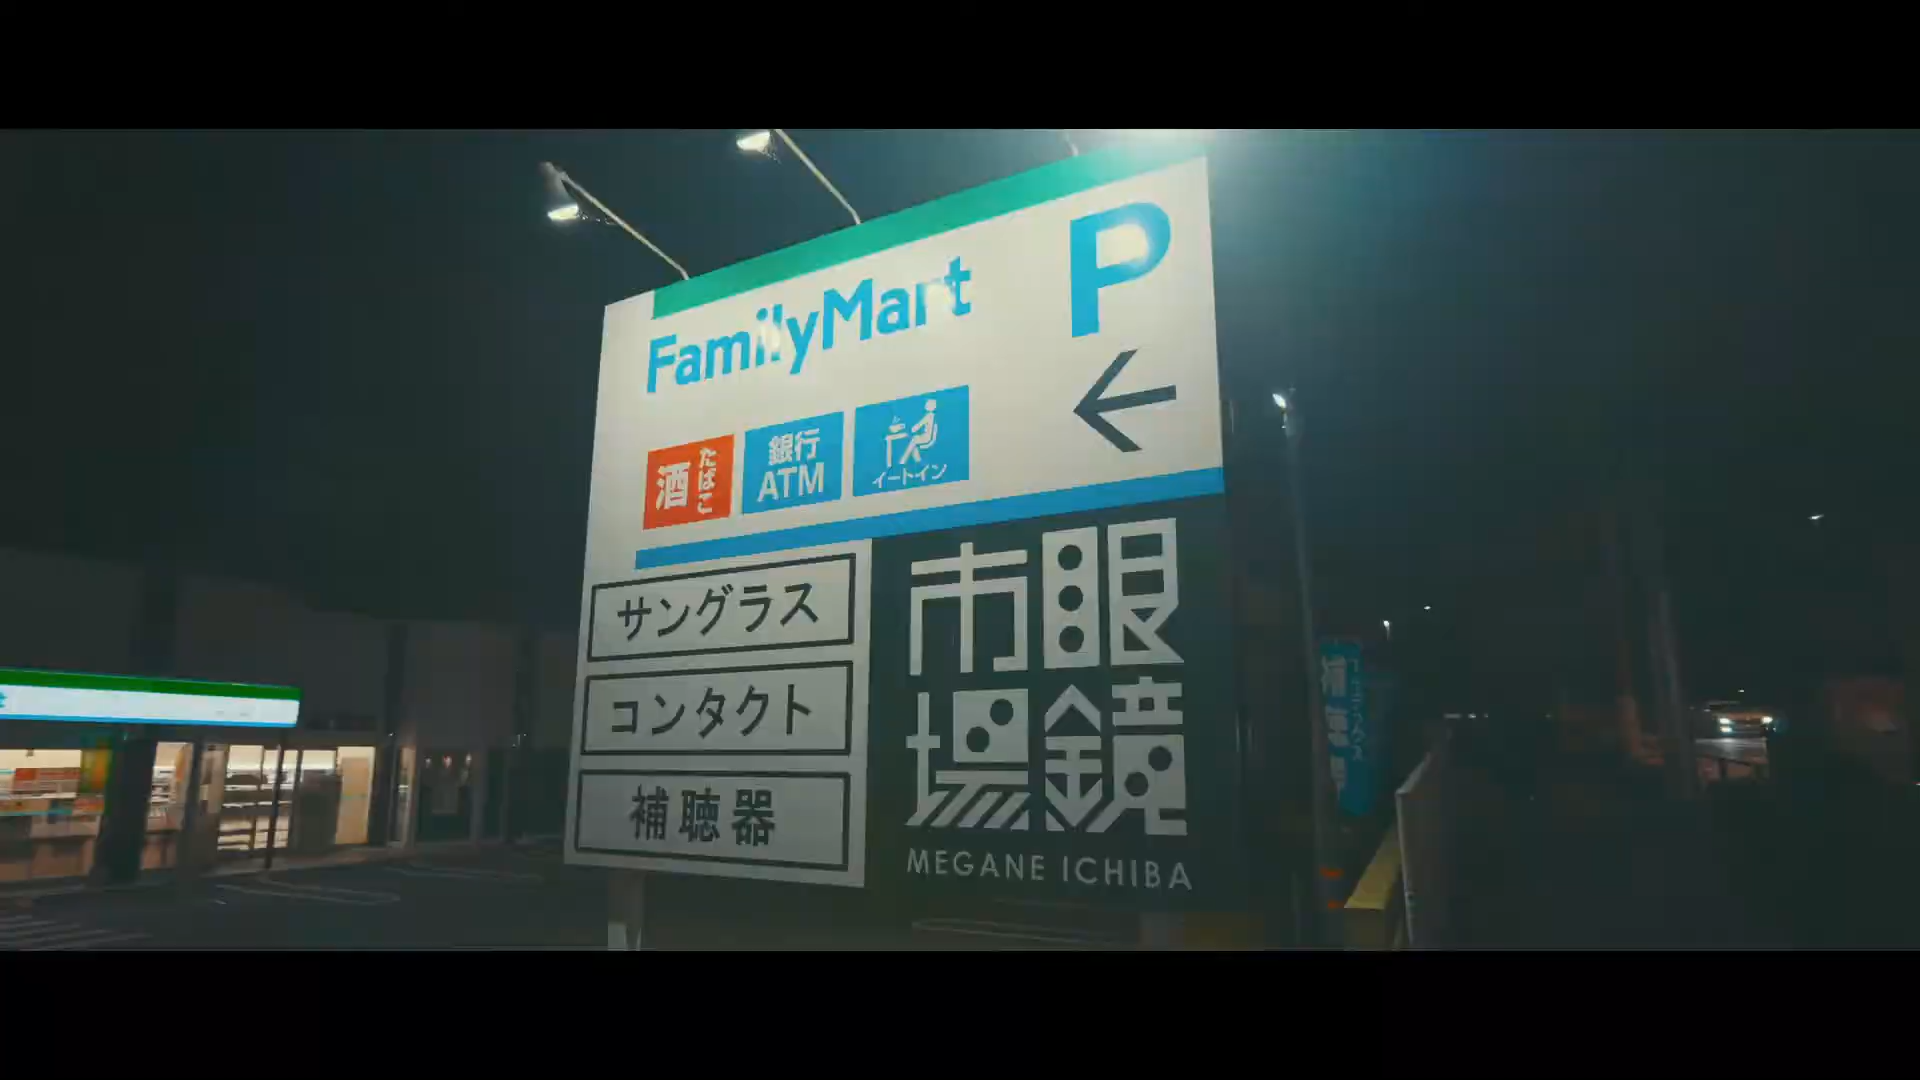 FamilyMart
P
酒 たばこ
銀行
ATM
イートイン
サングラス
コンタクト
補聴器
眼鏡
市場
MEGANE ICHIBA